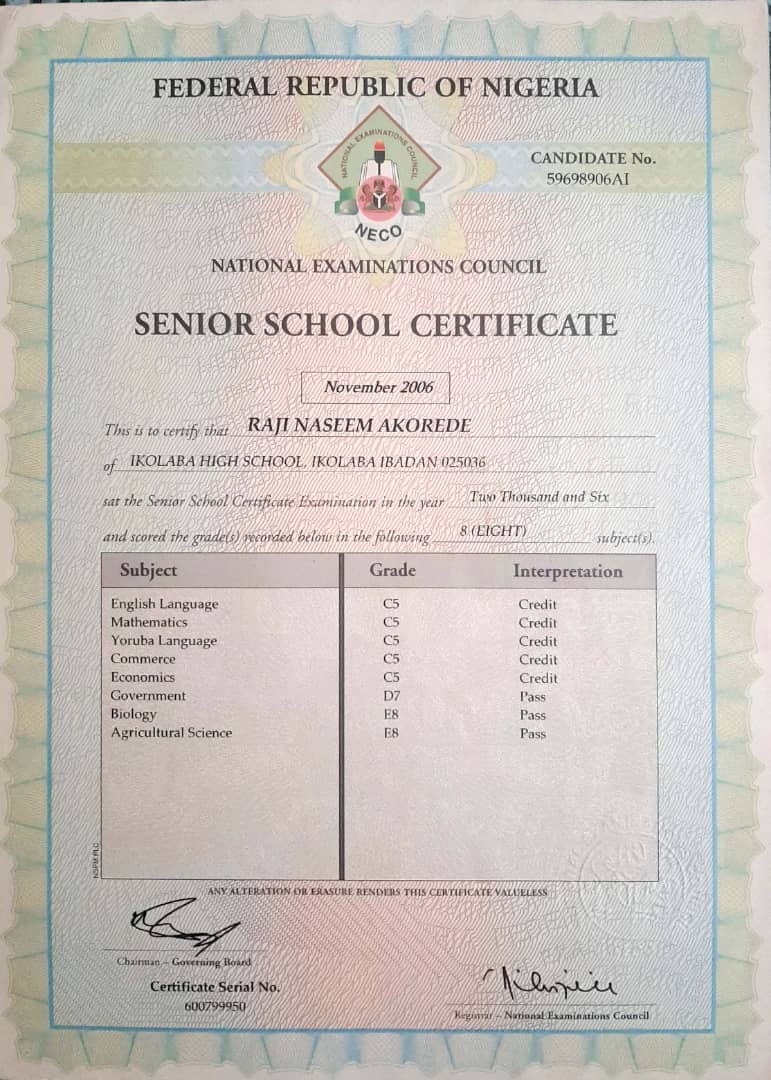 FEDERAL REPUBLIC OF NIGERIA
NATIONAL EXAMINATIONS COUNCIL
NECO
CANDIDATE No.
59698906AI
NATIONAL EXAMINATIONS COUNCIL
SENIOR SCHOOL CERTIFICATE
November 2006
This is to certify that RAJI NASEEM AKOREDE
of IKOLABA HIGH SCHOOL, IKOLABA IBADAN 025036
sat the Senior School Certificate Examination in the year Two Thousand and Six
and scored the grade(s) recorded below in the following 8 (EIGHT) subject(s).
Subject Grade Interpretation
English Language C5 Credit
Mathematics C5 Credit
Yoruba Language C5 Credit
Commerce C5 Credit
Economics C5 Credit
Government D7 Pass
Biology E8 Pass
Agricultural Science E8 Pass
NSPM PLC
ANY ALTERATION OR ERASURE RENDERS THIS CERTIFICATE VALUELESS
Chairman – Governing Board
Certificate Serial No.
600799950
Registrar – National Examinations Council